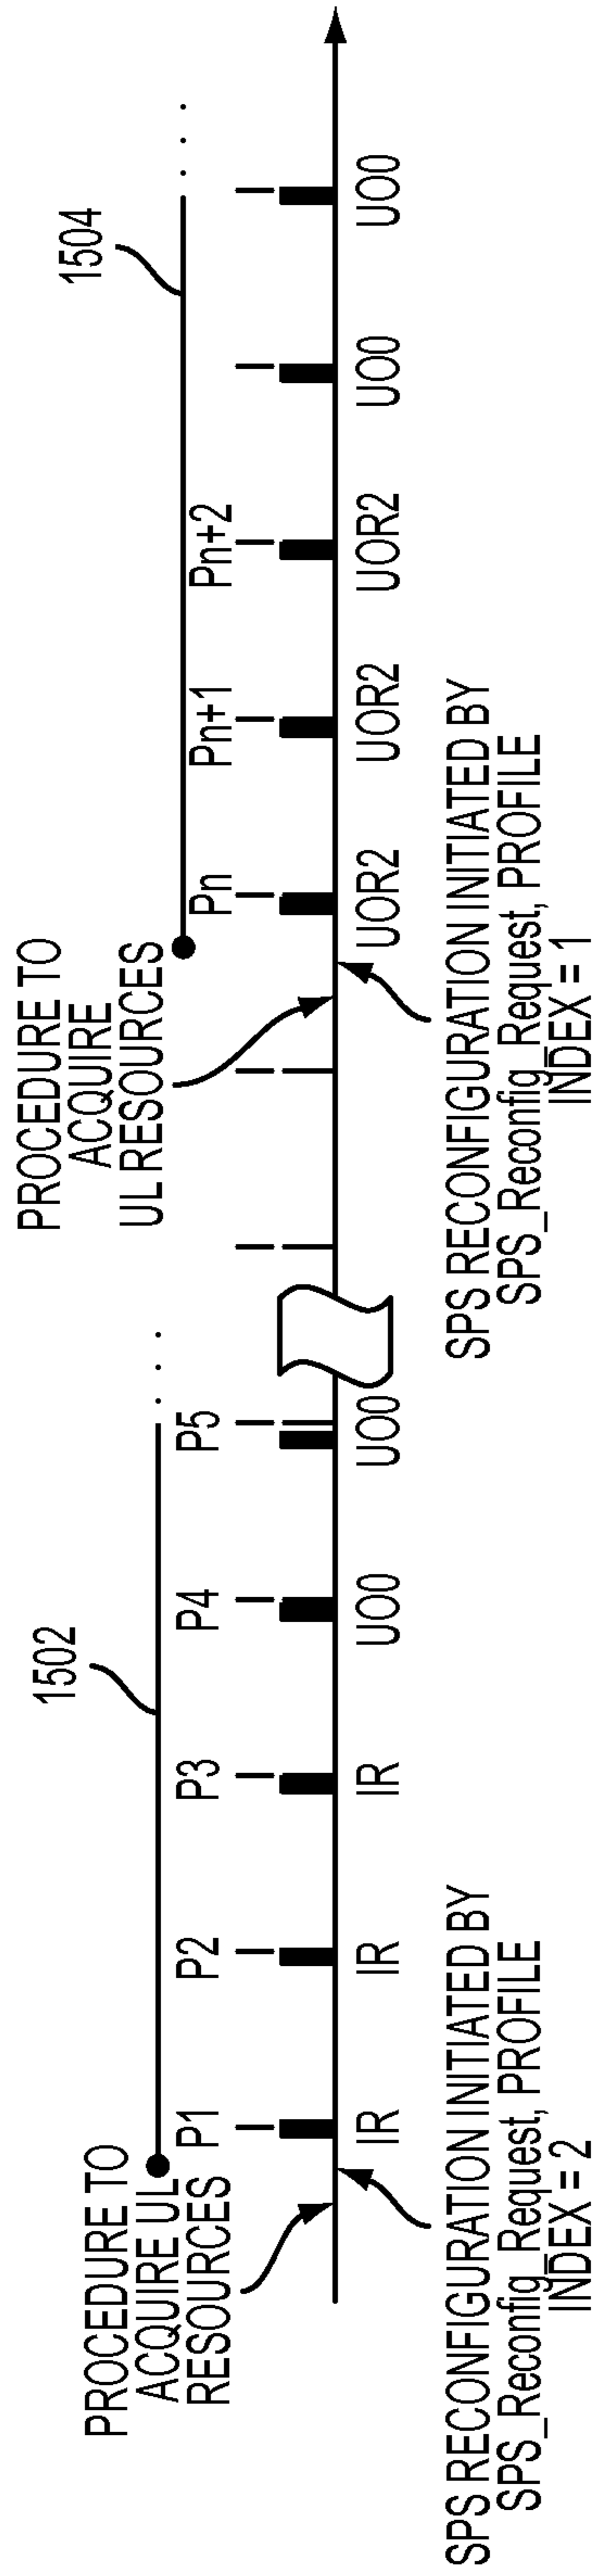 PROCEDURE TO
ACQUIRE UL
RESOURCES
1502
P1
P2
P3
P4
P5
. . .
IR
IR
IR
UO0
UO0
SPS RECONFIGURATION INITIATED BY
SPS_Reconfig_Request, PROFILE
INDEX = 2
PROCEDURE TO
ACQUIRE
UL RESOURCES
1504
Pn
Pn+1
Pn+2
. . .
UOR2
UOR2
UOR2
UO0
UO0
SPS RECONFIGURATION INITIATED BY
SPS_Reconfig_Request, PROFILE
INDEX = 1